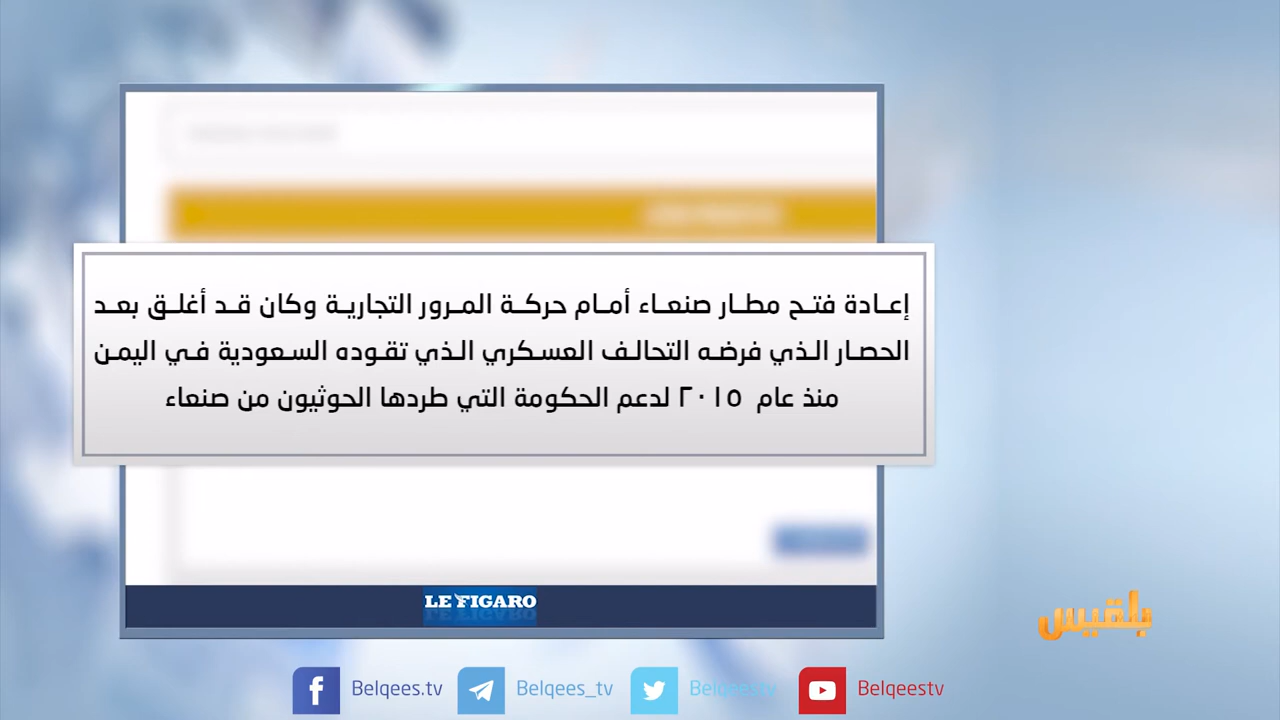 إعادة فتح مطار صنعاء أمام حركة المرور التجارية وكان قد أغلق بعد
الحصار الذي فرضه التحالف العسكري الذي تقوده السعودية في اليمن
منذ عام ٢٠١٥ لدعم الحكومة التي طردها الحوثيون من صنعاء
LE FIGARO
بلقيس
Belqees.tv
Belqees_tv
Belqeestv
Belqeestv